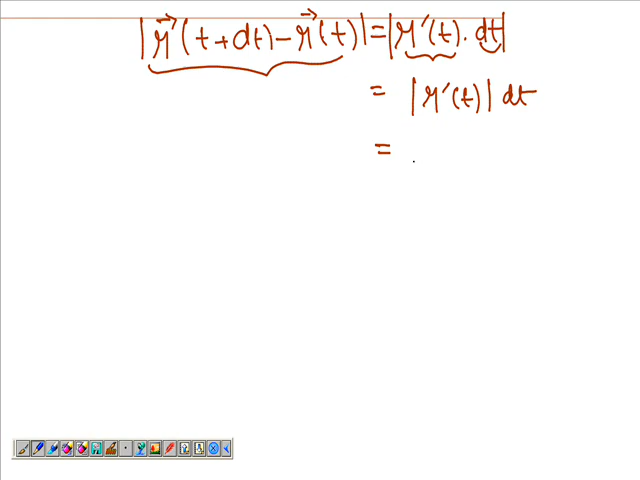 |r⃗(t+dt)−r⃗(t)|=|r'(t).dt|
= |r'(t)|dt
=